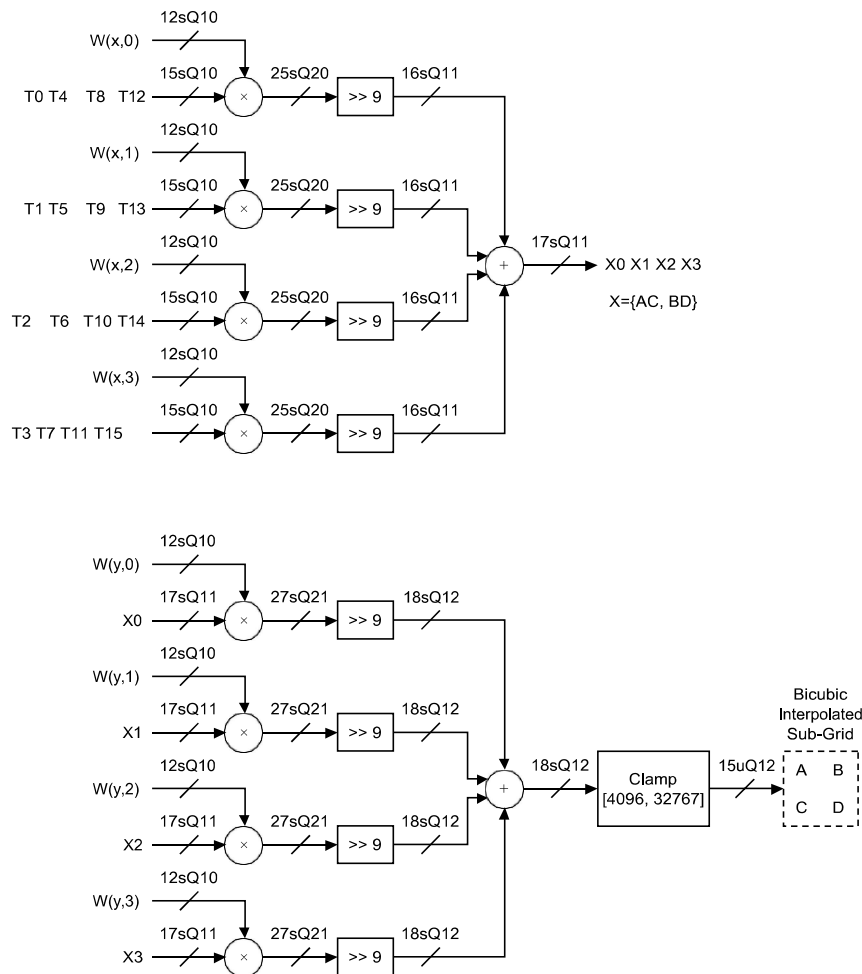 12sQ10
W(x,0)
15sQ10 25sQ20 16sQ11
T0 T4 T8 T12 × >> 9
12sQ10
W(x,1)
15sQ10 25sQ20 16sQ11
T1 T5 T9 T13 × >> 9
12sQ10
W(x,2)
17sQ11
+ X0 X1 X2 X3
15sQ10 25sQ20 16sQ11
X={AC, BD}
T2 T6 T10 T14 × >> 9
12sQ10
W(x,3)
15sQ10 25sQ20 16sQ11
T3 T7 T11 T15 × >> 9
12sQ10
W(y,0)
17sQ11 27sQ21 18sQ12
X0 × >> 9
12sQ10
W(y,1)
17sQ11 27sQ21 18sQ12
X1 × >> 9
Bicubic
Interpolated
Sub-Grid
12sQ10
W(y,2)
+ 18sQ12
Clamp
[4096, 32767]
15uQ12
A B
C D
17sQ11 27sQ21 18sQ12
X2 × >> 9
12sQ10
W(y,3)
17sQ11 27sQ21 18sQ12
X3 × >> 9